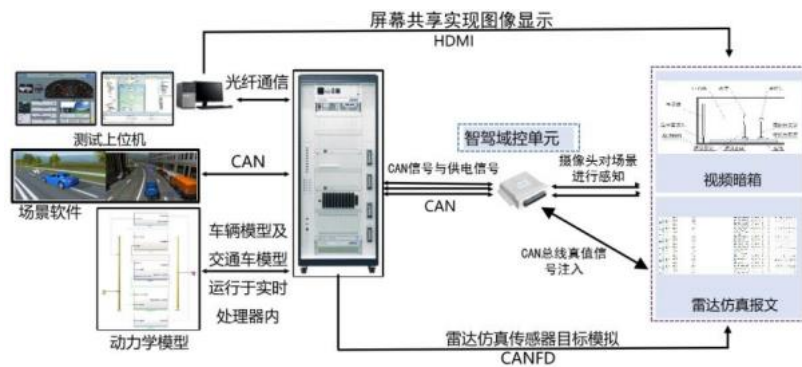 屏幕共享实现图像显示
HDMI
光纤通信
测试上位机
CAN
场景软件
车辆模型及
交通车模型
运行于实时
处理器内
动力学模型
智驾域控单元
CAN信号与供电信号
CAN
摄像头对场景
进行感知
视频暗箱
CAN总线真值信
号注入
雷达仿真报文
雷达仿真传感器目标模拟
CANFD